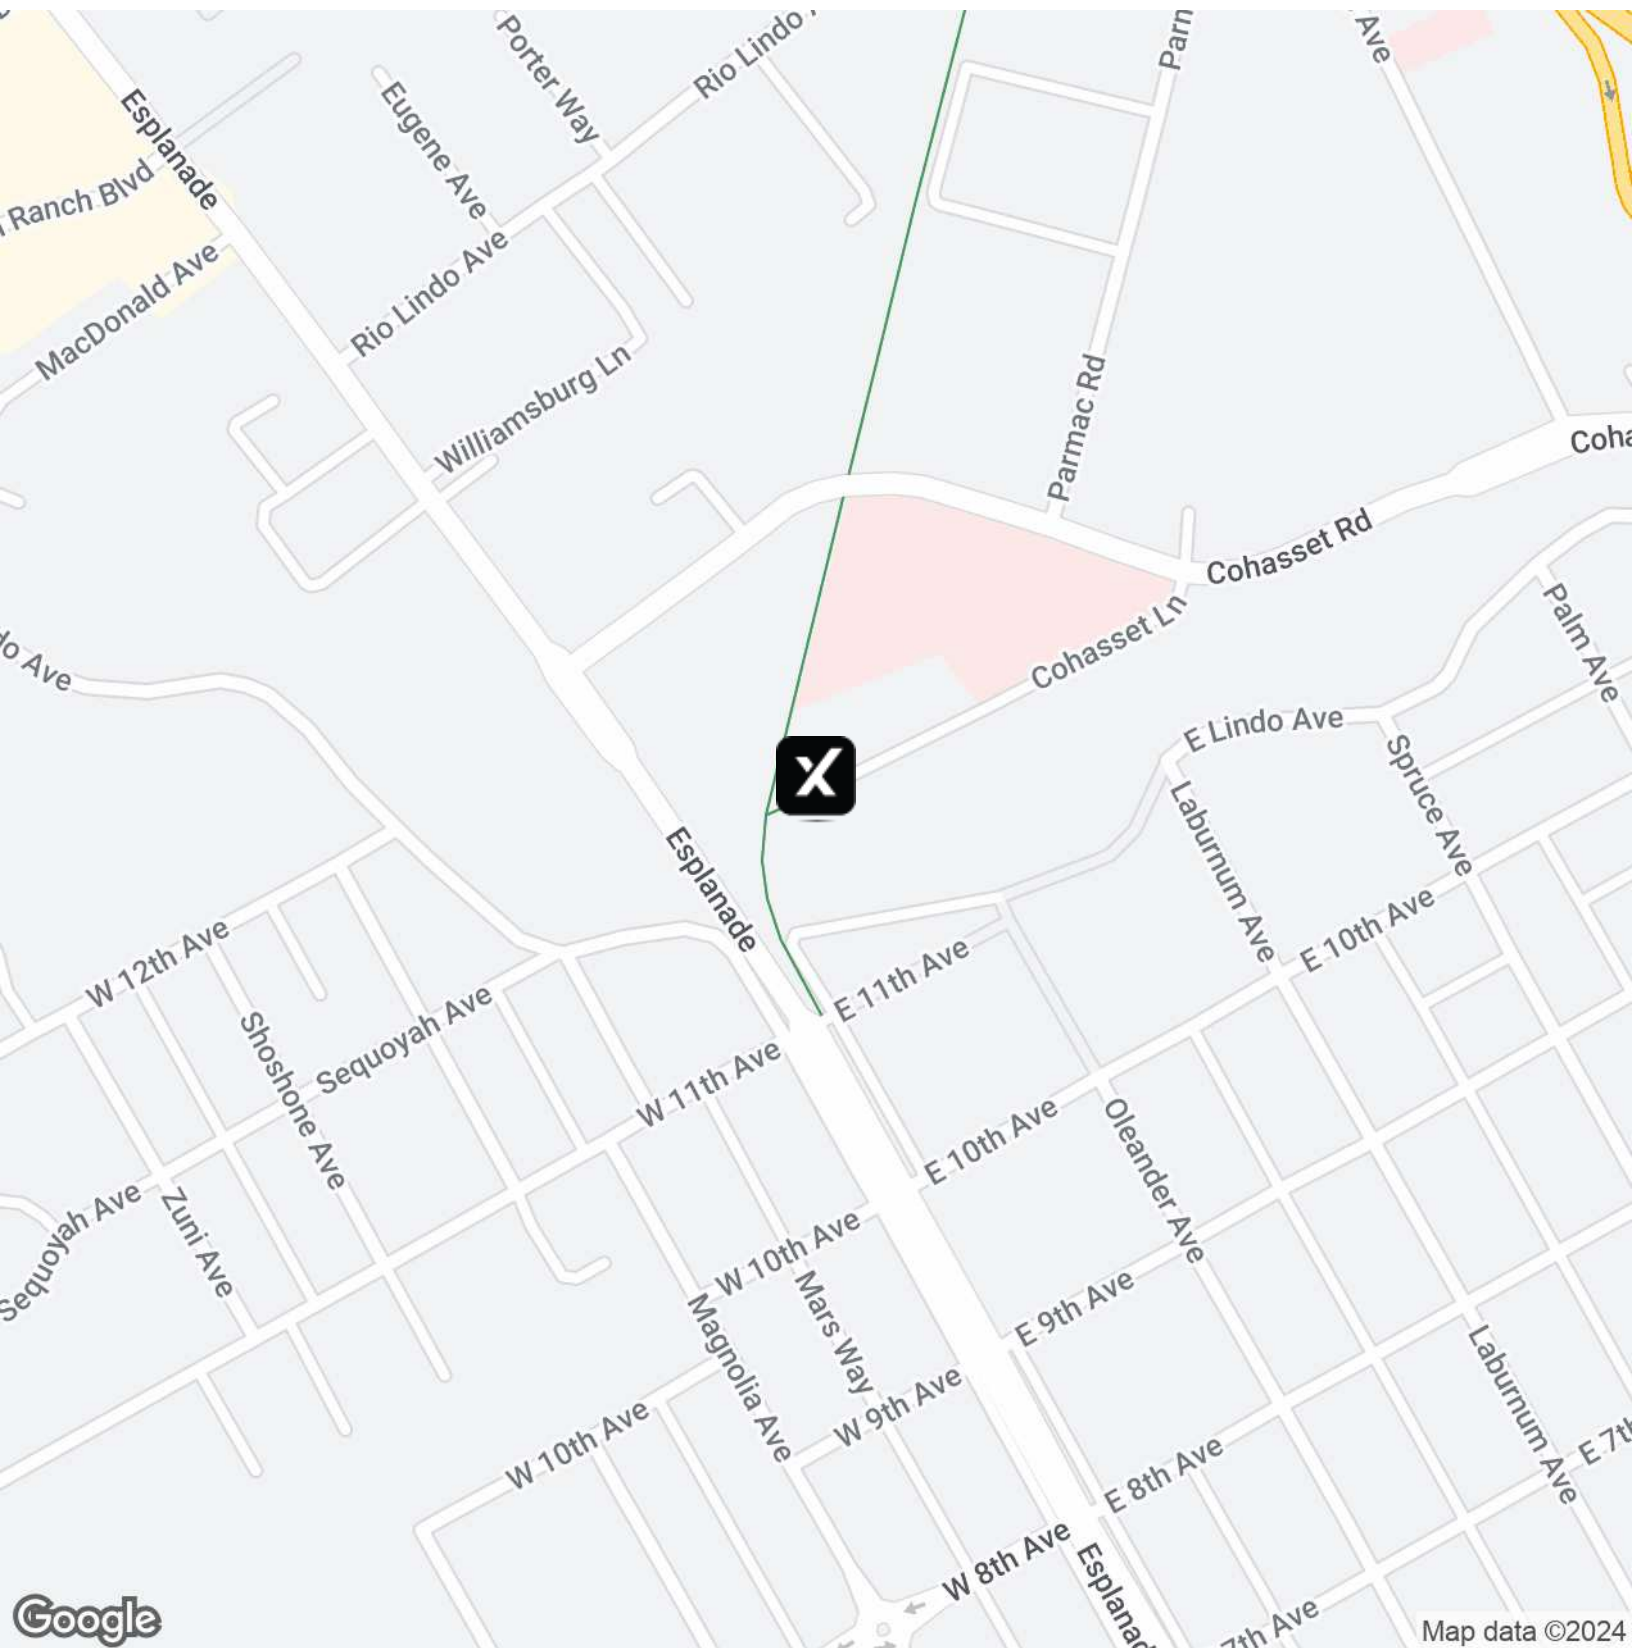 Porter Way
Rio Lindo
Parm
Ave
Esplanade
Eugene Ave
Ranch Blvd
MacDonald Ave
Rio Lindo Ave
Williamsburg Ln
Parmac Rd
Coha
Cohasset Rd
Cohasset Ln
Palm Ave
do Ave
E Lindo Ave
Spruce Ave
Laburnum Ave
X
Esplanade
W 12th Ave
E 11th Ave
E 10th Ave
Sequoyah Ave
Shoshone Ave
W 11th Ave
E 10th Ave
Oleander Ave
Sequoyah Ave
Zuni Ave
W 10th Ave
Mars Way
E 9th Ave
Magnolia Ave
W 9th Ave
Laburnum Ave
W 10th Ave
E 8th Ave
E 7th
W 8th Ave
Esplanad
7th Ave
Google
Map data ©2024